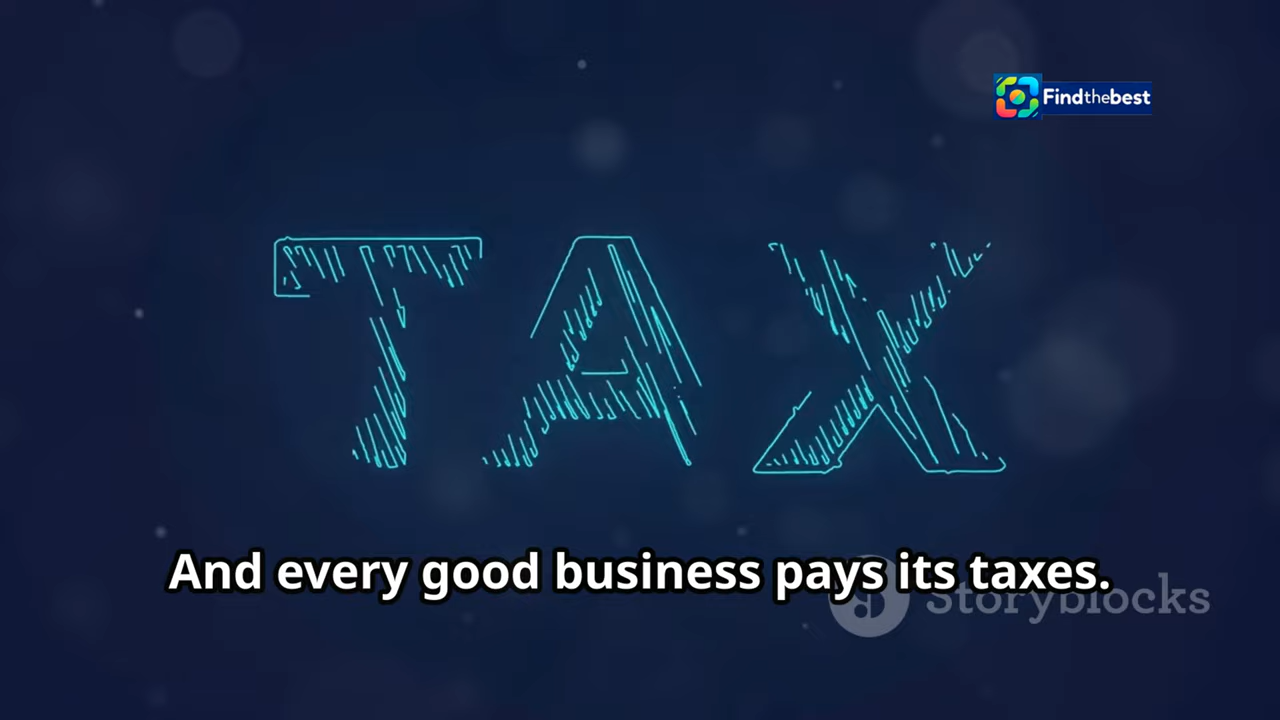 Findthebest
TAX
And every good business pays its taxes.
Storyblocks